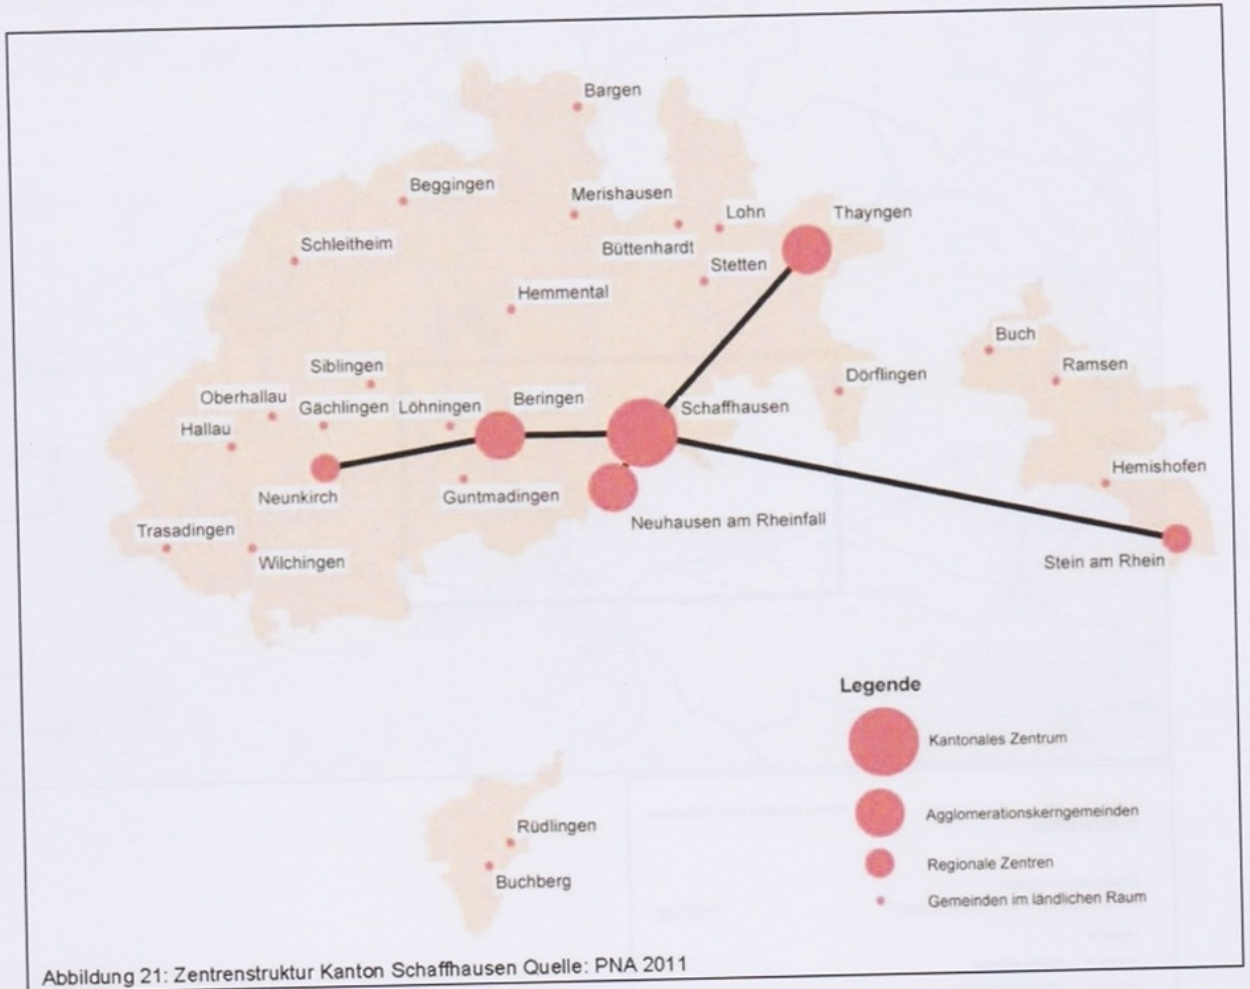 Bargen
Beggingen
Merishausen
Lohn
Thayngen
Schleitheim
Büttenhardt
Stetten
Hemmental
Buch
Siblingen
Ramsen
Oberhallau
Gächlingen
Löhningen
Beringen
Dörflingen
Schaffhausen
Hallau
Hemishofen
Neunkirch
Guntmadingen
Neuhausen am Rheinfall
Trasadingen
Wilchingen
Stein am Rhein
Legende
Kantonales Zentrum
Agglomerationskerngemeinden
Regionale Zentren
Gemeinden im ländlichen Raum
Rüdlingen
Buchberg
Abbildung 21: Zentrenstruktur Kanton Schaffhausen Quelle: PNA 2011